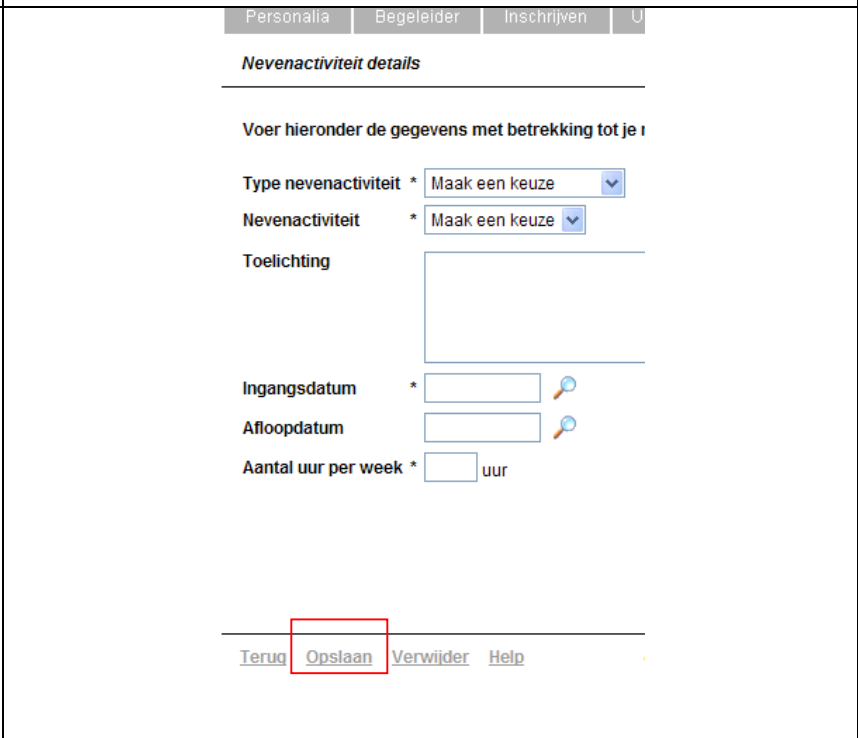 Personalia Begeleider Inschrijven U
Nevenactiviteit details
Voer hieronder de gegevens met betrekking tot je
Type nevenactiviteit * Maak een keuze
Nevenactiviteit * Maak een keuze
Toelichting
Ingangsdatum *
Afloopdatum
Aantal uur per week * uur
Terug Opslaan Verwijder Help